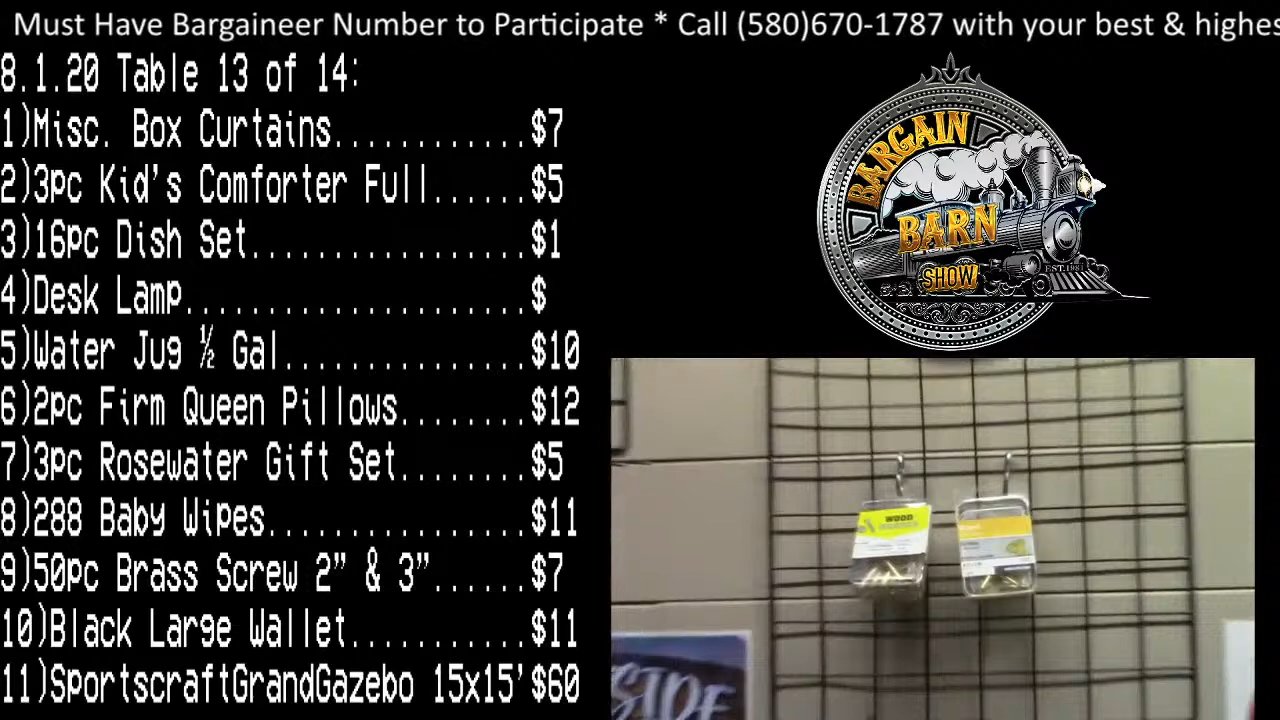 Must Have Bargaineer Number to Participate * Call (580)670-1787 with your best & highes
8.1.20 Table 13 of 14:
1)Misc. Box Curtains............$7
2)3pc Kid's Comforter Full......$5
3)16pc Dish Set.................$1
4)Desk Lamp.....................$
5)Water Jug ½ Gal...............$10
6)2pc Firm Queen Pillows........$12
7)3pc Rosewater Gift Set........$5
8)288 Baby Wipes................$11
9)50pc Brass Screw 2" & 3"......$7
10)Black Large Wallet...........$11
11)SportscraftGrandGazebo 15x15'$60
BARGAIN
BARN
SHOW
EST.1981
WOOD
SIDE